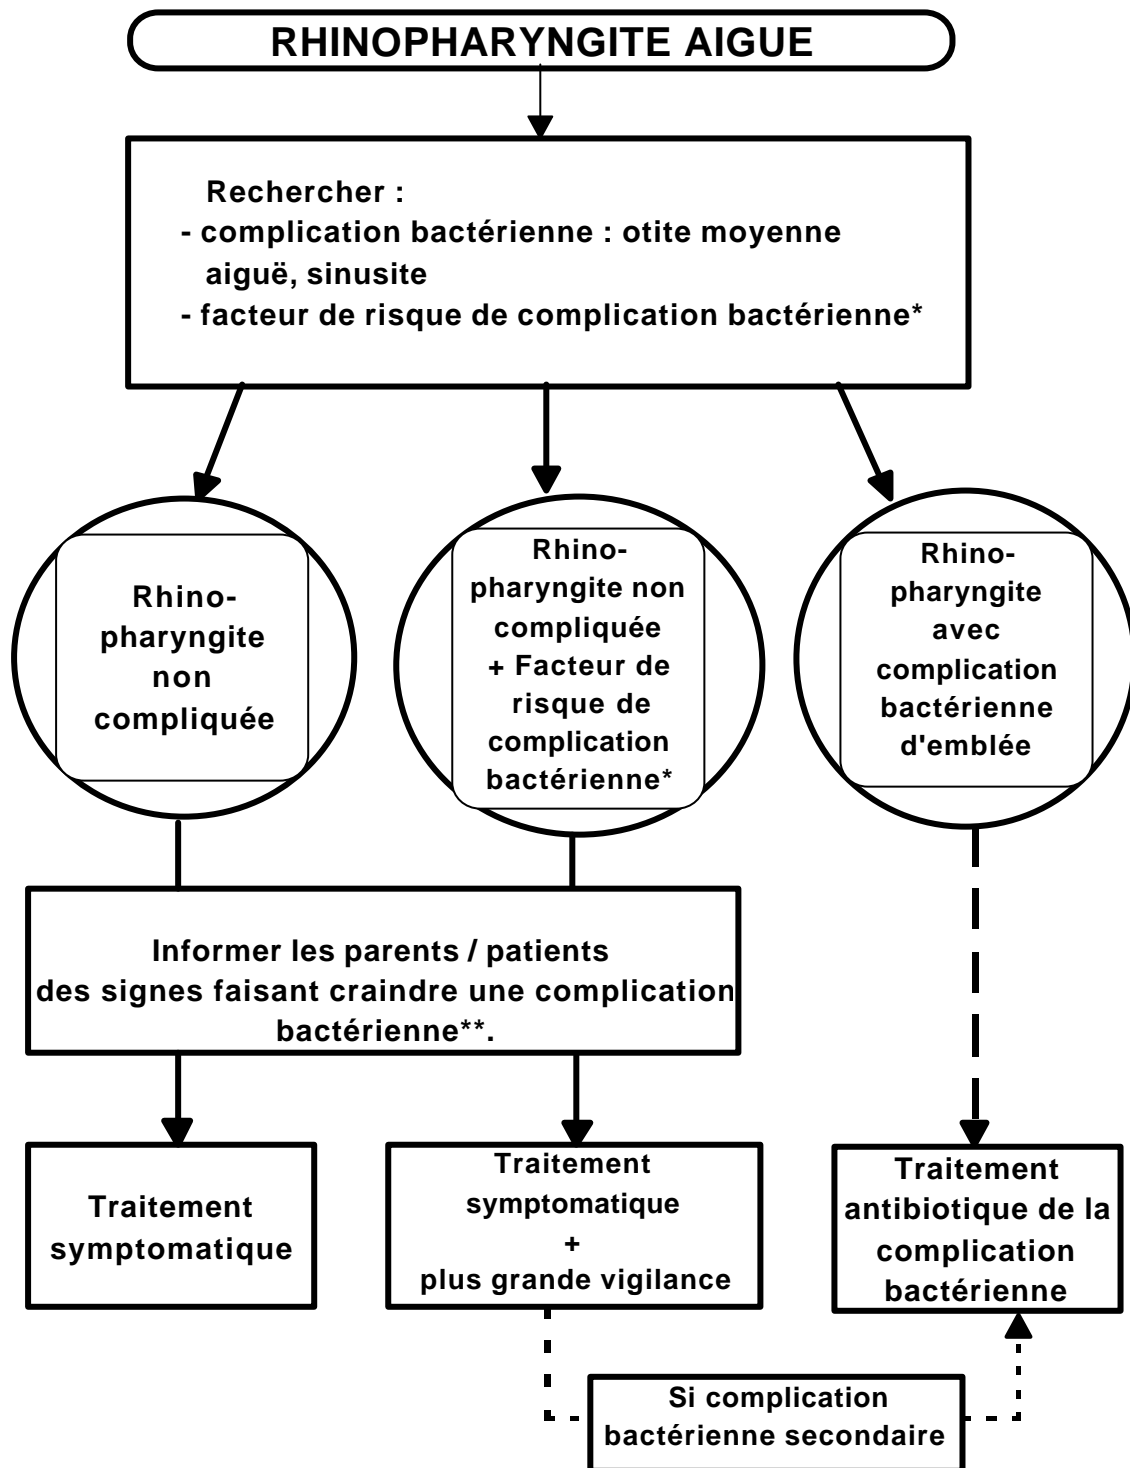 RHINOPHARYNGITE AIGUE
Rechercher :
- complication bactérienne : otite moyenne
aiguë, sinusite
- facteur de risque de complication bactérienne*
Rhino-
pharyngite
non
compliquée
Rhino-
pharyngite non
compliquée
+ Facteur de
risque de
complication
bactérienne*
Rhino-
pharyngite
avec
complication
bactérienne
d'emblée
Informer les parents / patients
des signes faisant craindre une complication
bactérienne**.
Traitement
symptomatique
Traitement
symptomatique
+
plus grande vigilance
Traitement
antibiotique de la
complication
bactérienne
Si complication
bactérienne secondaire